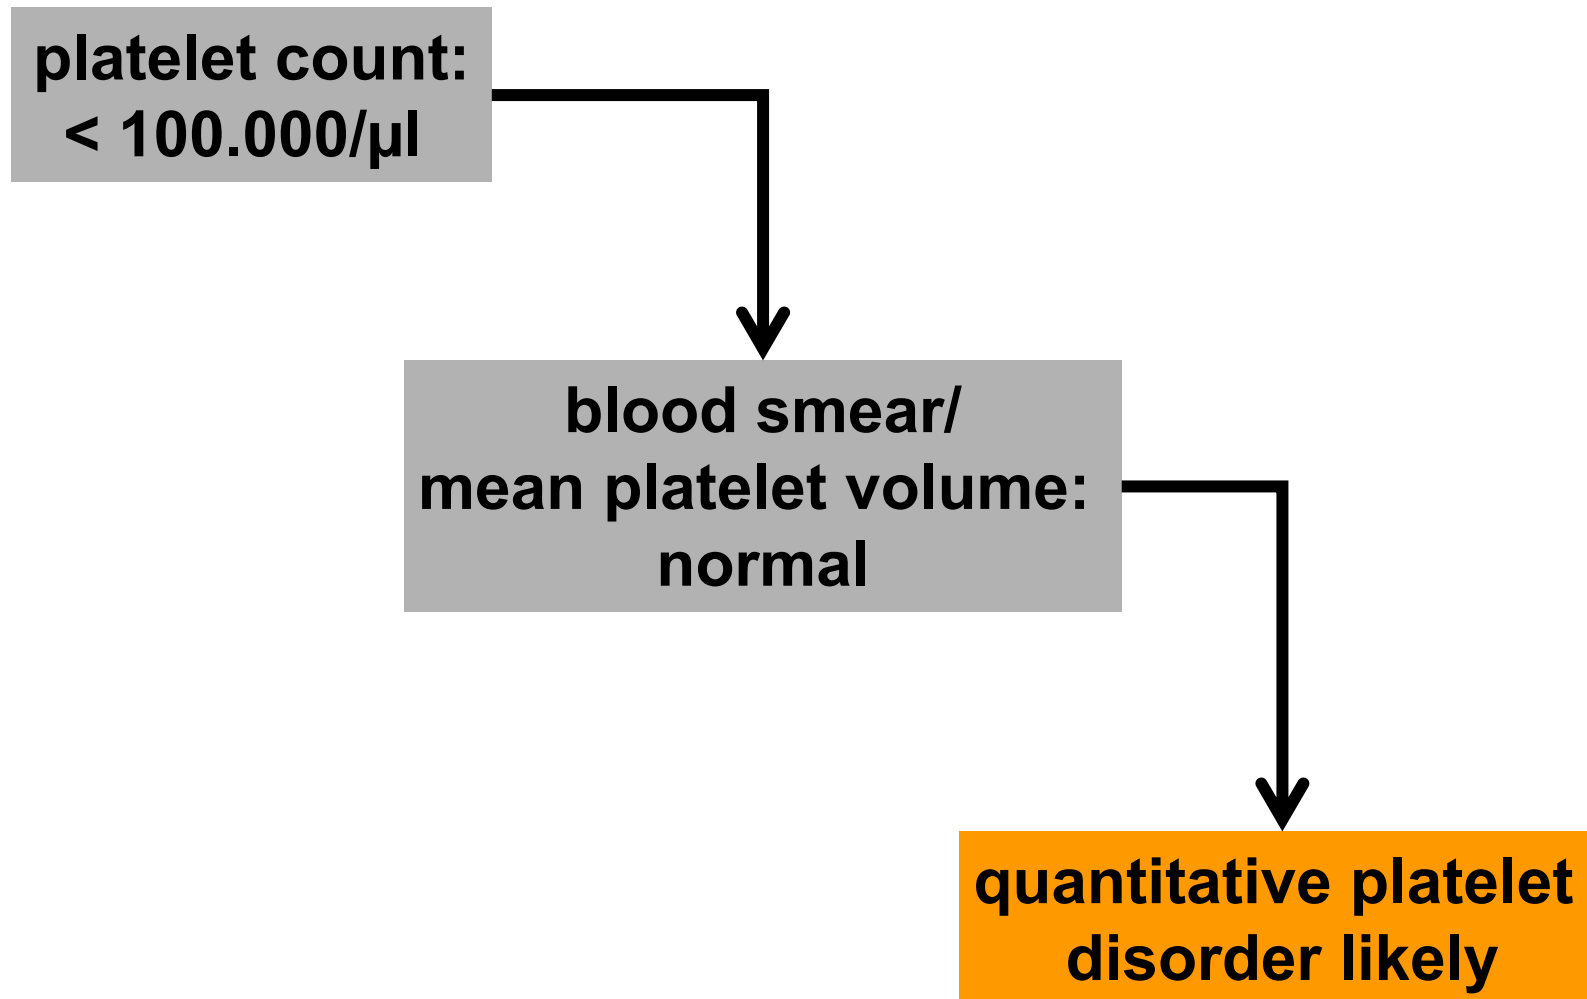 platelet count:
< 100.000/µl
blood smear/
mean platelet volume:
normal
quantitative platelet
disorder likely